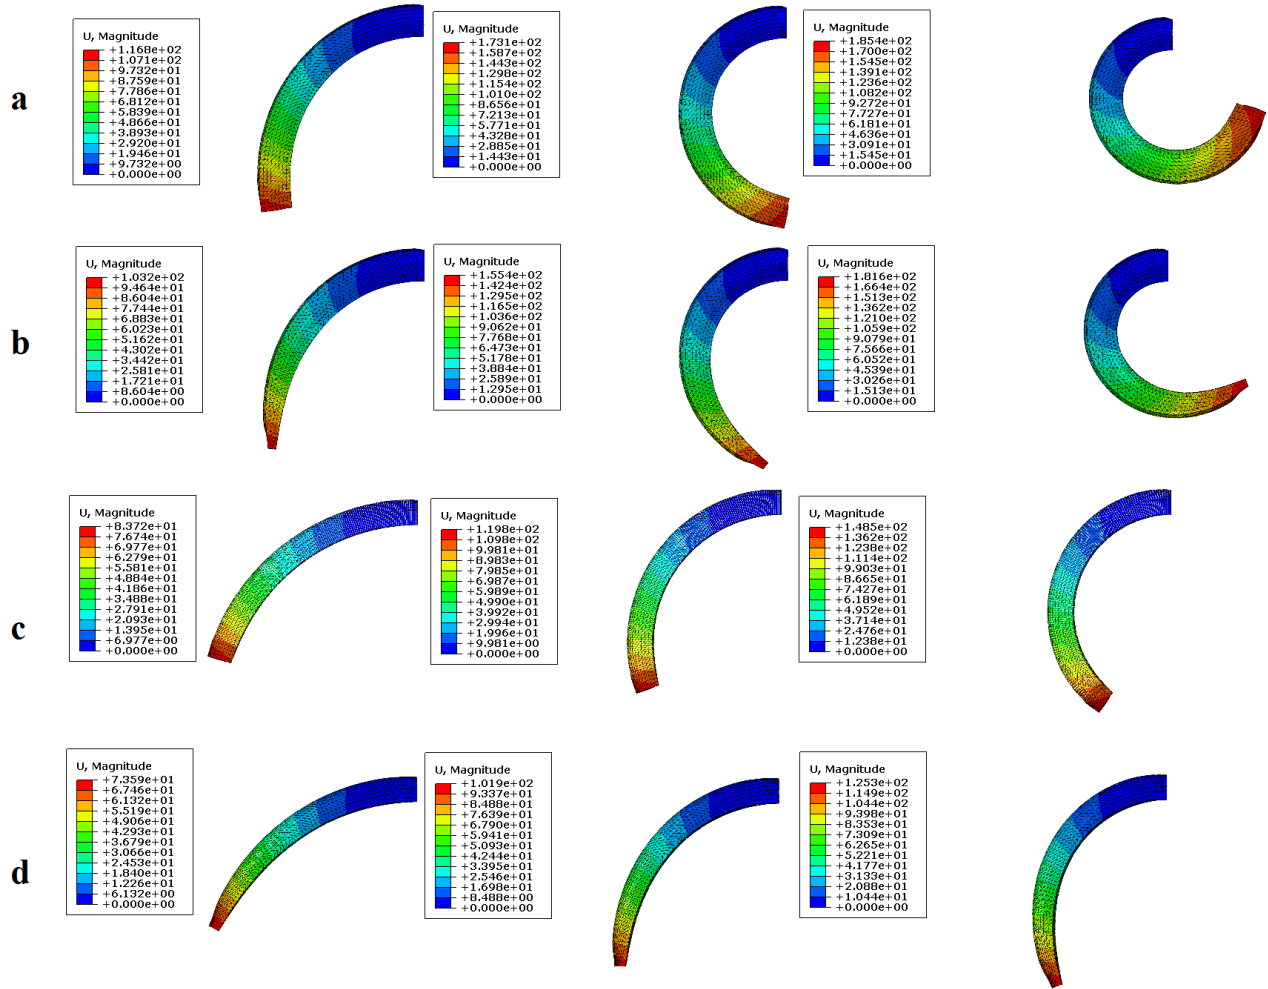 a
U, Magnitude
+1.168e+02
+1.071e+02
+9.732e+01
+8.759e+01
+7.786e+01
+6.812e+01
+5.839e+01
+4.866e+01
+3.893e+01
+2.920e+01
+1.946e+01
+9.732e+00
+0.000e+00
U, Magnitude
+1.731e+02
+1.587e+02
+1.443e+02
+1.298e+02
+1.154e+02
+1.010e+02
+8.656e+01
+7.213e+01
+5.771e+01
+4.328e+01
+2.885e+01
+1.443e+01
+0.000e+00
U, Magnitude
+1.854e+02
+1.700e+02
+1.545e+02
+1.391e+02
+1.236e+02
+1.082e+02
+9.272e+01
+7.727e+01
+6.181e+01
+4.636e+01
+3.091e+01
+1.545e+01
+0.000e+00
b
U, Magnitude
+1.032e+02
+9.464e+01
+8.604e+01
+7.744e+01
+6.883e+01
+6.023e+01
+5.162e+01
+4.302e+01
+3.442e+01
+2.581e+01
+1.721e+01
+8.604e+00
+0.000e+00
U, Magnitude
+1.554e+02
+1.424e+02
+1.295e+02
+1.165e+02
+1.036e+02
+9.062e+01
+7.768e+01
+6.473e+01
+5.178e+01
+3.884e+01
+2.589e+01
+1.295e+01
+0.000e+00
U, Magnitude
+1.816e+02
+1.664e+02
+1.513e+02
+1.362e+02
+1.210e+02
+1.059e+02
+9.079e+01
+7.566e+01
+6.052e+01
+4.539e+01
+3.026e+01
+1.513e+01
+0.000e+00
c
U, Magnitude
+8.372e+01
+7.674e+01
+6.977e+01
+6.279e+01
+5.581e+01
+4.884e+01
+4.186e+01
+3.488e+01
+2.791e+01
+2.093e+01
+1.395e+01
+6.977e+00
+0.000e+00
U, Magnitude
+1.198e+02
+1.098e+02
+9.981e+01
+8.983e+01
+7.985e+01
+6.987e+01
+5.989e+01
+4.990e+01
+3.992e+01
+2.994e+01
+1.996e+01
+9.981e+00
+0.000e+00
U, Magnitude
+1.485e+02
+1.362e+02
+1.238e+02
+1.114e+02
+9.903e+01
+8.665e+01
+7.427e+01
+6.189e+01
+4.952e+01
+3.714e+01
+2.476e+01
+1.238e+01
+0.000e+00
d
U, Magnitude
+7.359e+01
+6.746e+01
+6.132e+01
+5.519e+01
+4.906e+01
+4.293e+01
+3.679e+01
+3.066e+01
+2.453e+01
+1.840e+01
+1.226e+01
+6.132e+00
+0.000e+00
U, Magnitude
+1.019e+02
+9.337e+01
+8.488e+01
+7.639e+01
+6.790e+01
+5.941e+01
+5.093e+01
+4.244e+01
+3.395e+01
+2.546e+01
+1.698e+01
+8.488e+00
+0.000e+00
U, Magnitude
+1.253e+02
+1.149e+02
+1.044e+02
+9.398e+01
+8.353e+01
+7.309e+01
+6.265e+01
+5.221e+01
+4.177e+01
+3.133e+01
+2.088e+01
+1.044e+01
+0.000e+00